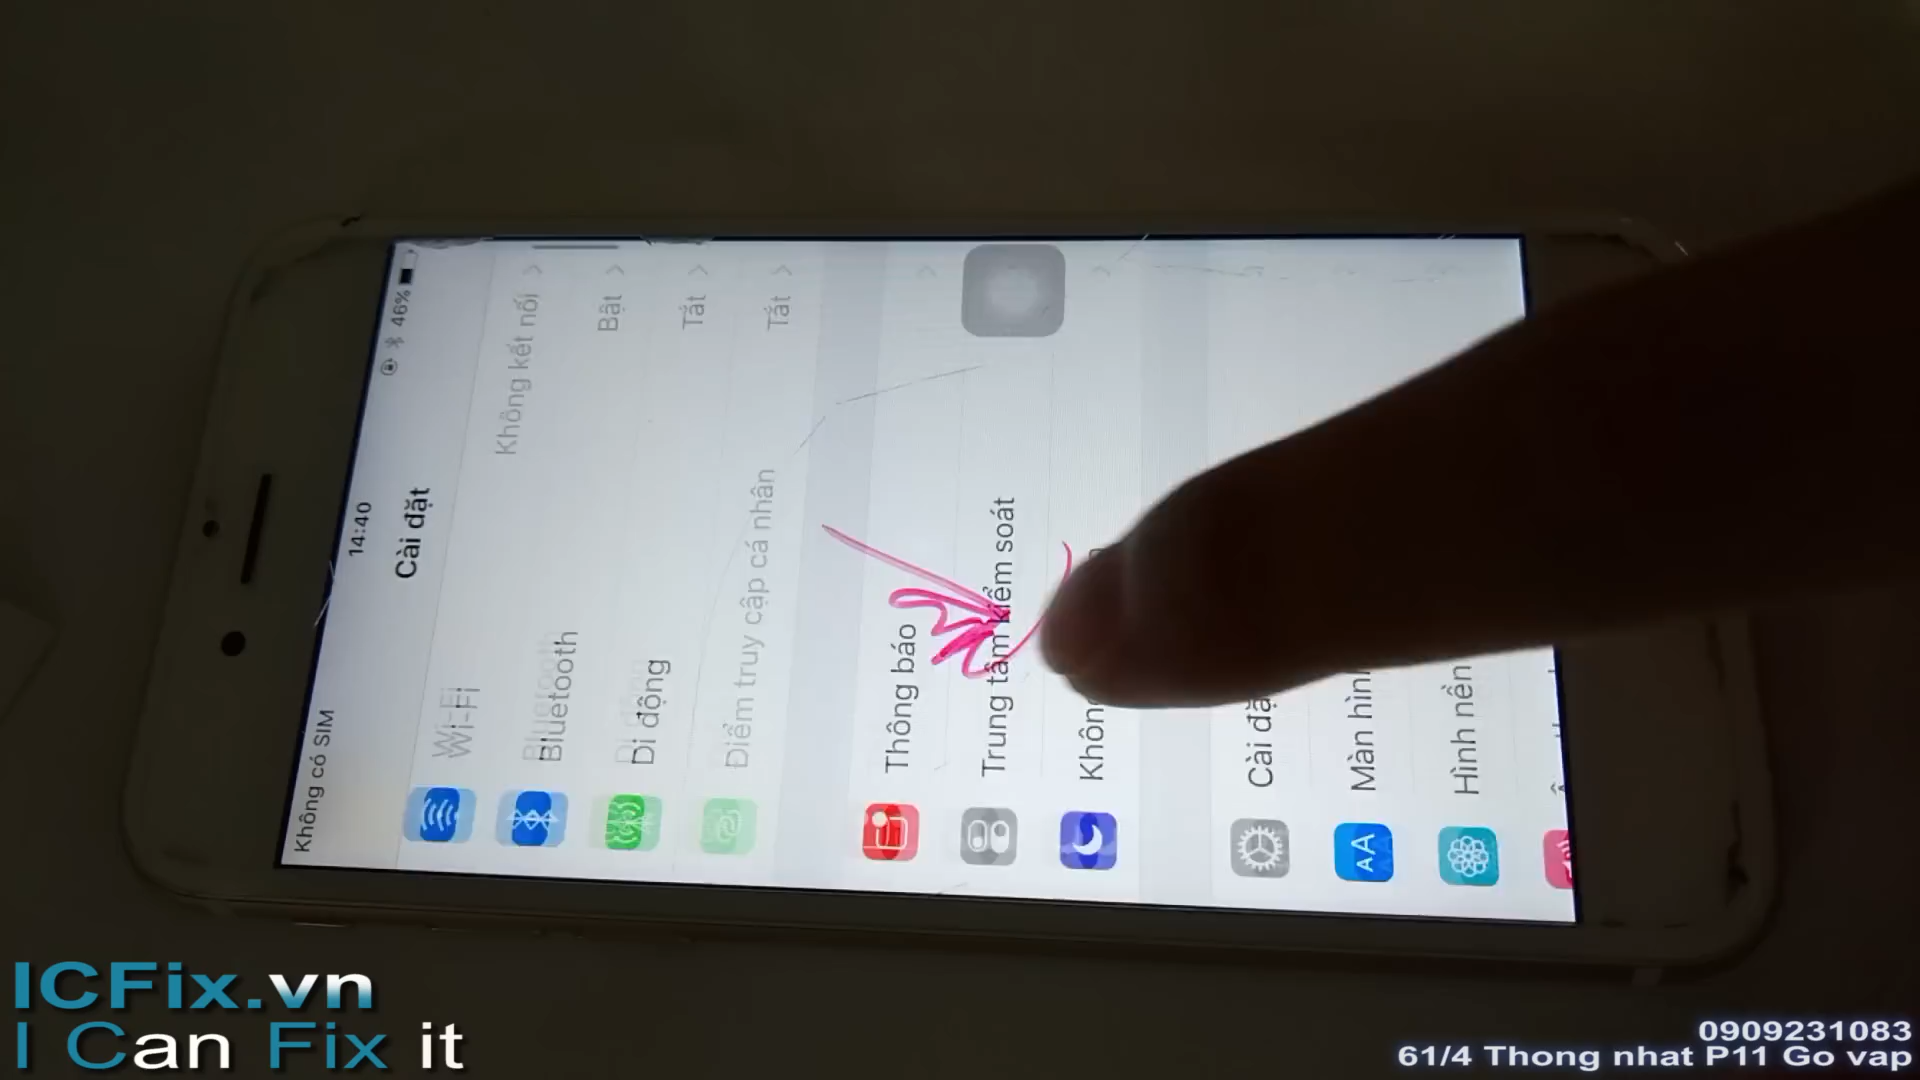 Không có SIM 14:40 46%
Cài đặt
Wi-Fi Không kết nối
Bluetooth Bật
Di động Tắt
Điểm truy cập cá nhân Tắt
Thông báo
Trung tâm kiểm soát
Không
Cài đặ
Màn hìn
Hình nền
AA
ICFix.vn
I Can Fix it
0909231083
61/4 Thong nhat P11 Go vap